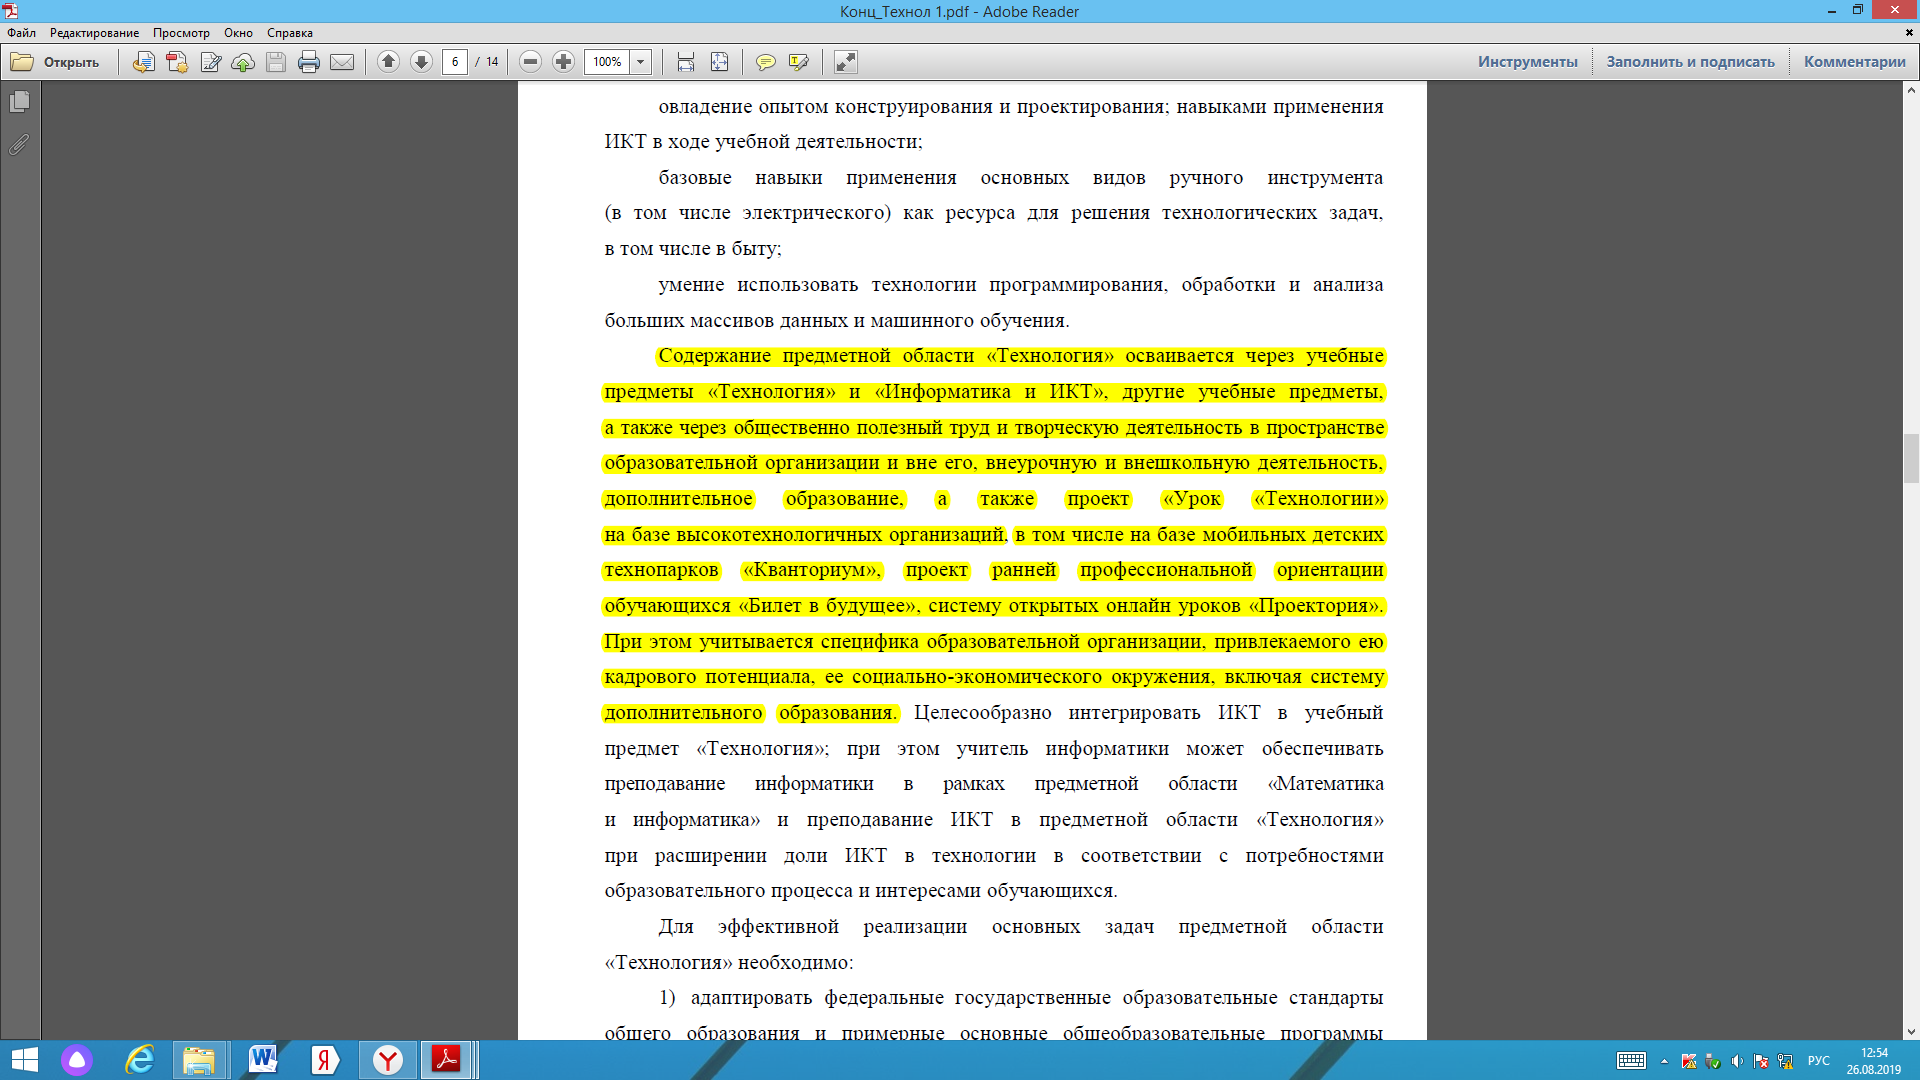 Конц_Технол 1.pdf - Adobe Reader
Файл Редактирование Просмотр Окно Справка
Открыть 6 / 14 100% Инструменты Заполнить и подписать Комментарии
овладение опытом конструирования и проектирования; навыками применения
ИКТ в ходе учебной деятельности;
базовые навыки применения основных видов ручного инструмента
(в том числе электрического) как ресурса для решения технологических задач,
в том числе в быту;
умение использовать технологии программирования, обработки и анализа
больших массивов данных и машинного обучения.
Содержание предметной области «Технология» осваивается через учебные
предметы «Технология» и «Информатика и ИКТ», другие учебные предметы,
а также через общественно полезный труд и творческую деятельность в пространстве
образовательной организации и вне его, внеурочную и внешкольную деятельность,
дополнительное образование, а также проект «Урок «Технологии»
на базе высокотехнологичных организаций, в том числе на базе мобильных детских
технопарков «Кванториум», проект ранней профессиональной ориентации
обучающихся «Билет в будущее», систему открытых онлайн уроков «Проектория».
При этом учитывается специфика образовательной организации, привлекаемого ею
кадрового потенциала, ее социально-экономического окружения, включая систему
дополнительного образования. Целесообразно интегрировать ИКТ в учебный
предмет «Технология»; при этом учитель информатики может обеспечивать
преподавание информатики в рамках предметной области «Математика
и информатика» и преподавание ИКТ в предметной области «Технология»
при расширении доли ИКТ в технологии в соответствии с потребностями
образовательного процесса и интересами обучающихся.
Для эффективной реализации основных задач предметной области
«Технология» необходимо:
1) адаптировать федеральные государственные образовательные стандарты
общего образования и примерные основные общеобразовательные программы
РУС 12:54
26.08.2019